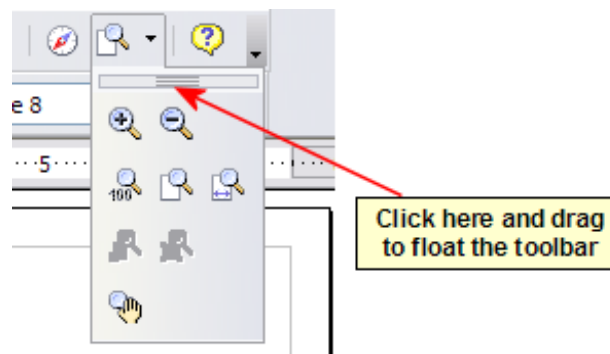 ?
e 8
···5····
100
Click here and drag
to float the toolbar